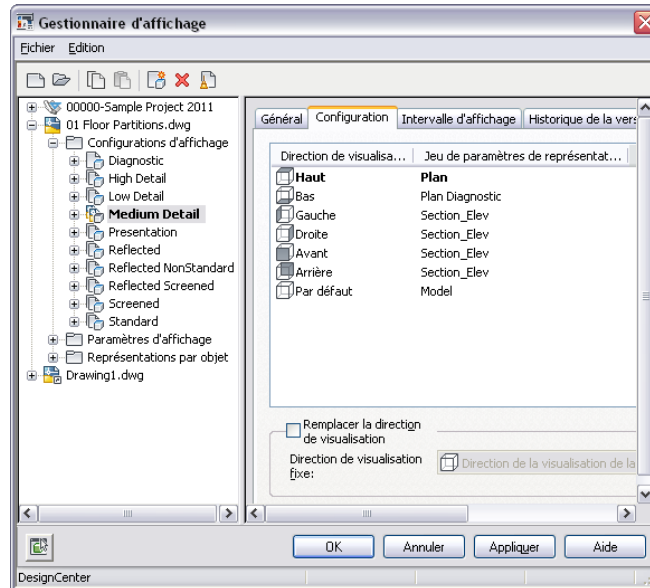 Gestionnaire d'affichage
Fichier Edition
00000-Sample Project 2011
01 Floor Partitions.dwg
Configurations d'affichage
Diagnostic
High Detail
Low Detail
Medium Detail
Presentation
Reflected
Reflected NonStandard
Reflected Screened
Screened
Standard
Paramètres d'affichage
Représentations par objet
Drawing1.dwg
Général Configuration Intervalle d'affichage Historique de la vers
Direction de visualisa... Jeu de paramètres de représentat...
Haut Plan
Bas Plan Diagnostic
Gauche Section_Elev
Droite Section_Elev
Avant Section_Elev
Arrière Section_Elev
Par défaut Model
Remplacer la direction
de visualisation
Direction de visualisation
fixe:
Direction de la visualisation de la
OK Annuler Appliquer Aide
DesignCenter